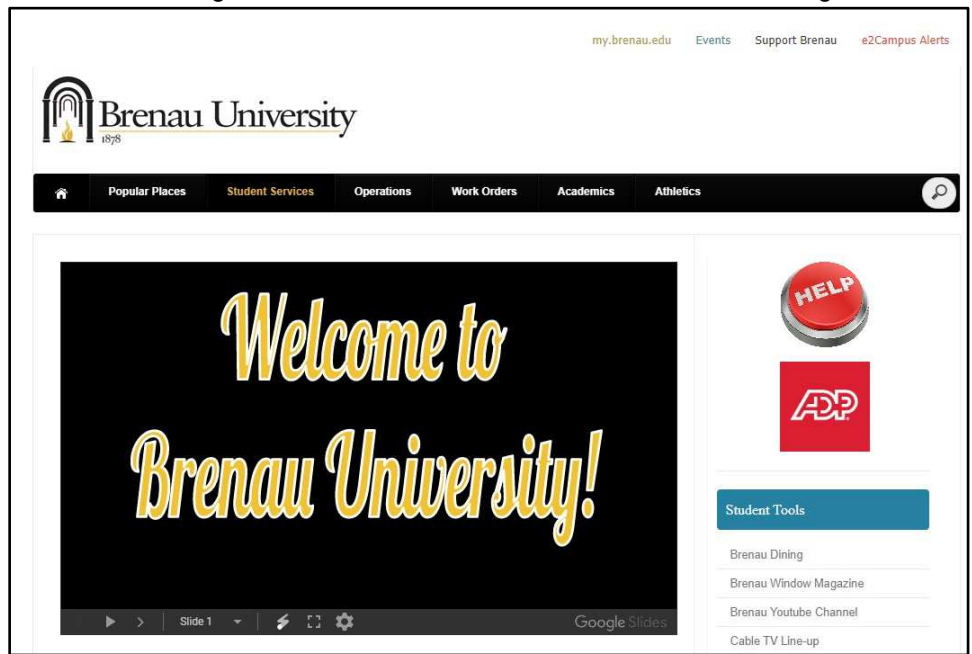 my.brenau.edu Events Support Brenau e2Campus Alerts
Brenau University
1878
Popular Places Student Services Operations Work Orders Academics Athletics
HELP
Welcome to
Brenau University!
ADP
Student Tools
Brenau Dining
Brenau Window Magazine
Brenau Youtube Channel
Cable TV Line-up
Slide 1 Google Slides